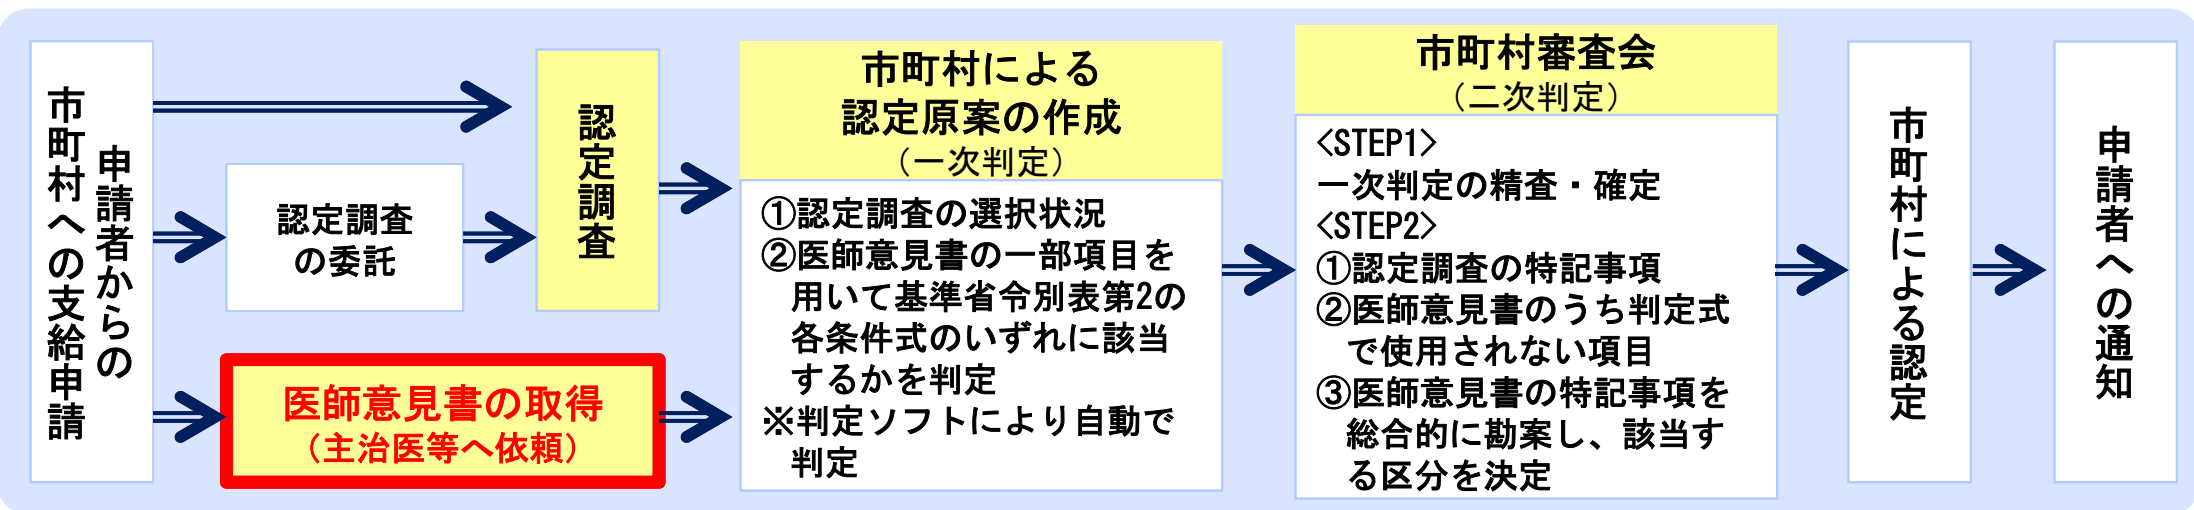 申請者からの
市町村への支給申請
認定調査
の委託
医師意見書の取得
（主治医等へ依頼）
認定調査
市町村による
認定原案の作成
（一次判定）
①認定調査の選択状況
②医師意見書の一部項目を
用いて基準省令別表第2の
各条件式のいずれに該当
するかを判定
※判定ソフトにより自動で
判定
市町村審査会
（二次判定）
<STEP1>
一次判定の精査・確定
<STEP2>
①認定調査の特記事項
②医師意見書のうち判定式
で使用されない項目
③医師意見書の特記事項を
総合的に勘案し、該当す
る区分を決定
市町村による認定
申請者への通知